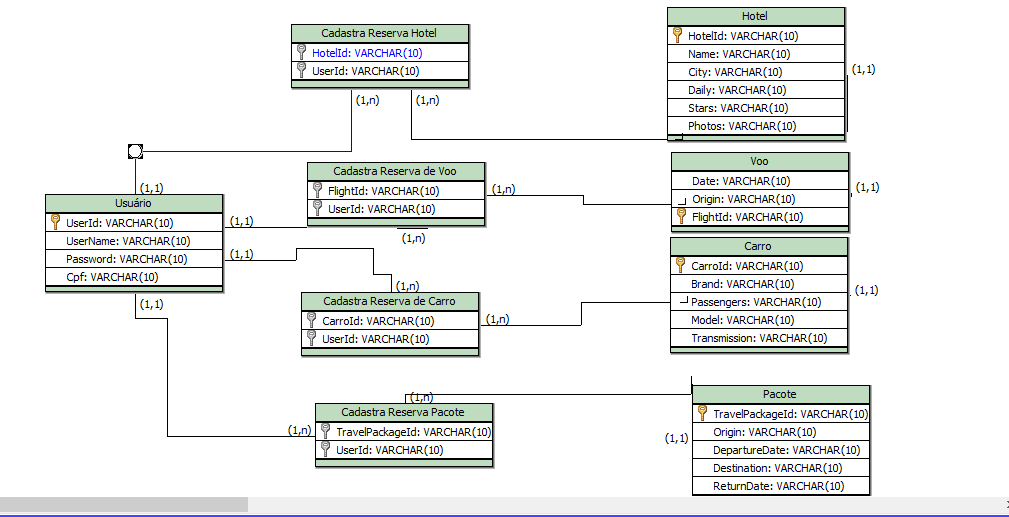 Cadastra Reserva Hotel
HotelId: VARCHAR(10)
UserId: VARCHAR(10)
(1,n)
(1,n)
Hotel
HotelId: VARCHAR(10)
Name: VARCHAR(10)
City: VARCHAR(10)
Daily: VARCHAR(10)
Stars: VARCHAR(10)
Photos: VARCHAR(10)
(1,1)
(1,1)
Usuário
UserId: VARCHAR(10)
UserName: VARCHAR(10)
Password: VARCHAR(10)
Cpf: VARCHAR(10)
(1,1)
(1,1)
(1,1)
Cadastra Reserva de Voo
FlightId: VARCHAR(10)
UserId: VARCHAR(10)
(1,n)
(1,n)
Voo
Date: VARCHAR(10)
Origin: VARCHAR(10)
FlightId: VARCHAR(10)
(1,1)
(1,n)
Cadastra Reserva de Carro
CarroId: VARCHAR(10)
UserId: VARCHAR(10)
(1,n)
Carro
CarroId: VARCHAR(10)
Brand: VARCHAR(10)
Passengers: VARCHAR(10)
Model: VARCHAR(10)
Transmission: VARCHAR(10)
(1,1)
(1,n)
Cadastra Reserva Pacote
TravelPackageId: VARCHAR(10)
UserId: VARCHAR(10)
(1,n)
(1,1)
Pacote
TravelPackageId: VARCHAR(10)
Origin: VARCHAR(10)
DepartureDate: VARCHAR(10)
Destination: VARCHAR(10)
ReturnDate: VARCHAR(10)